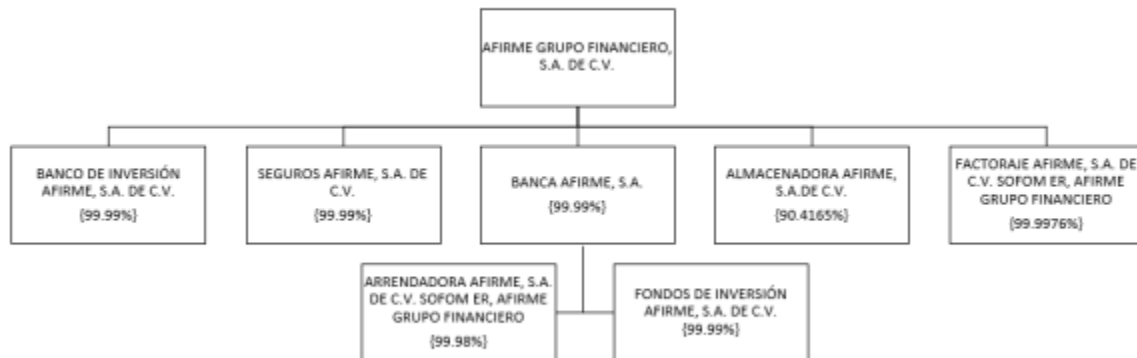 AFIRME GRUPO FINANCIERO,
S.A. DE C.V.
BANCO DE INVERSIÓN
AFIRME, S.A. DE C.V.
{99.99%}
SEGUROS AFIRME, S.A. DE
C.V.
{99.99%}
BANCA AFIRME, S.A.
{99.99%}
ALMACENADORA AFIRME,
S.A.DE C.V.
{90.4165%}
FACTORAJE AFIRME, S.A. DE
C.V. SOFOM ER, AFIRME
GRUPO FINANCIERO
{99.9976%}
ARRENDADORA AFIRME, S.A.
DE C.V. SOFOM ER, AFIRME
GRUPO FINANCIERO
{99.98%}
FONDOS DE INVERSIÓN
AFIRME, S.A. DE C.V.
{99.99%}